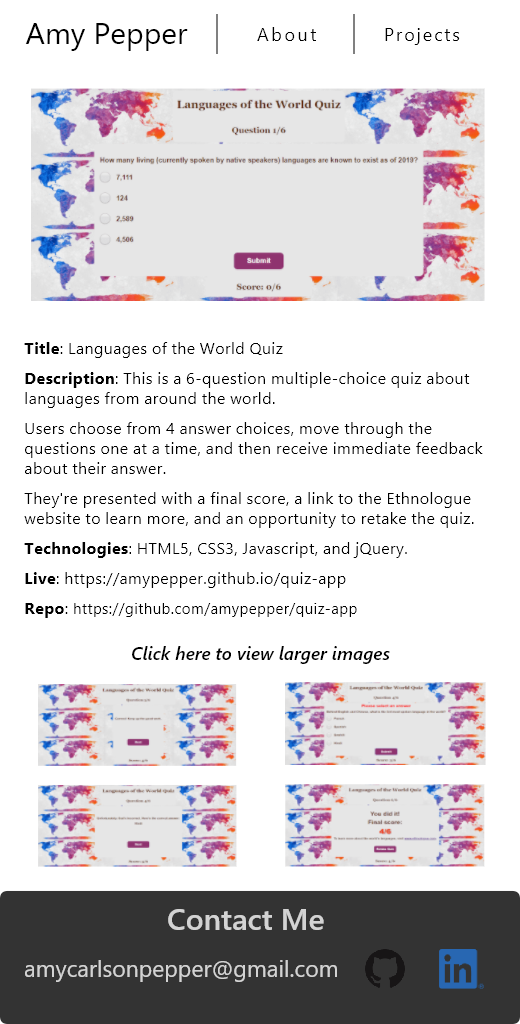 Amy Pepper
About
Projects
Languages of the World Quiz
Question 1/6
How many living (currently spoken by native speakers) languages are known to exist as of 2019?
7,111
124
2,589
4,506
Submit
Score: 0/6
Title: Languages of the World Quiz
Description: This is a 6-question multiple-choice quiz about
languages from around the world.
Users choose from 4 answer choices, move through the
questions one at a time, and then receive immediate feedback
about their answer.
They're presented with a final score, a link to the Ethnologue
website to learn more, and an opportunity to retake the quiz.
Technologies: HTML5, CSS3, Javascript, and jQuery.
Live: https://amypepper.github.io/quiz-app
Repo: https://github.com/amypepper/quiz-app
Click here to view larger images
Languages of the World Quiz
Languages of the World Quiz
Please select an answer
Languages of the World Quiz
Languages of the World Quiz
You did it!
Final score:
4/6
Contact Me
amycarlsonpepper@gmail.com
in